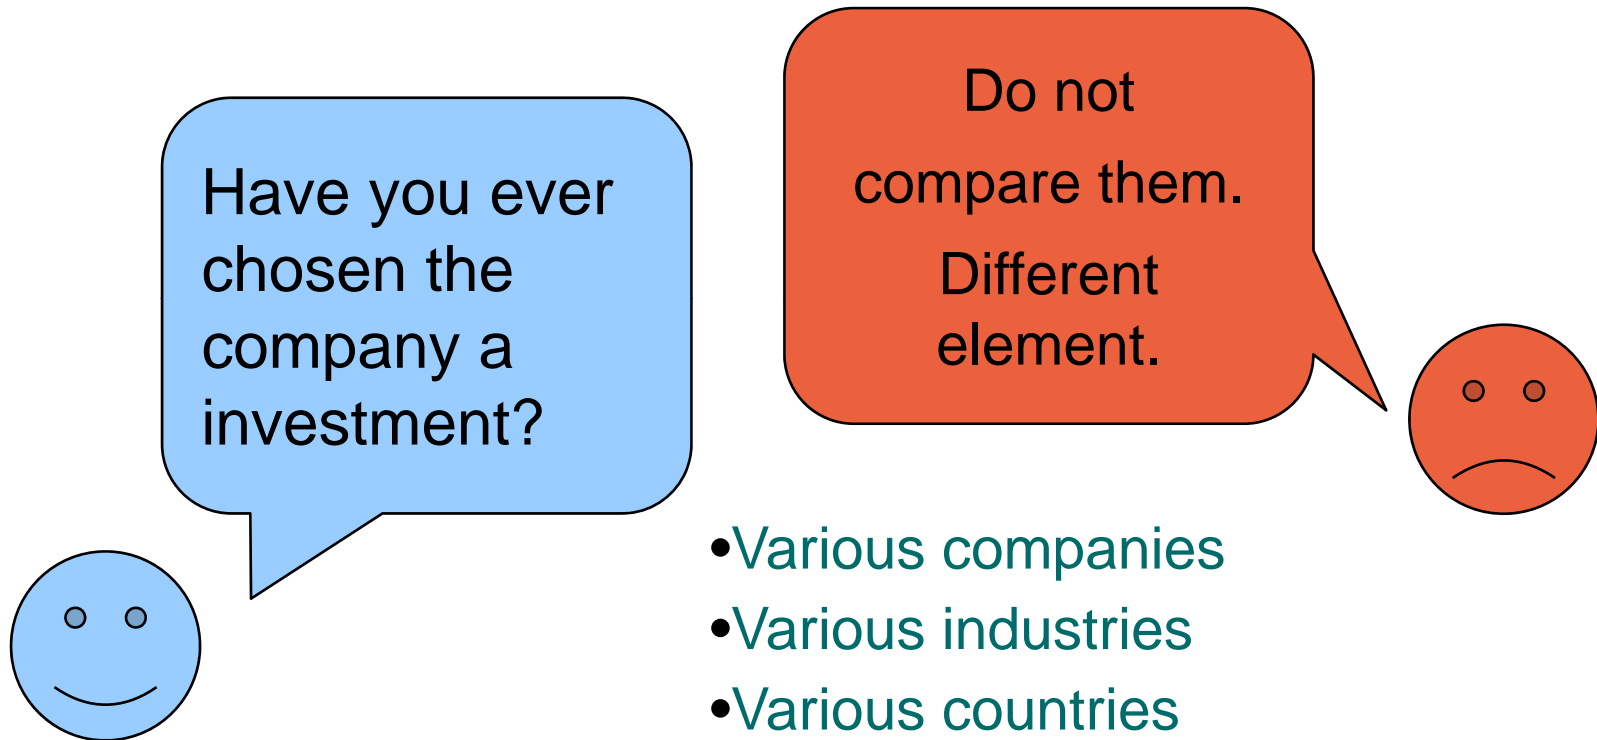 Have you ever
chosen the
company a
investment?
Do not
compare them.
Different
element.
•Various companies
•Various industries
•Various countries